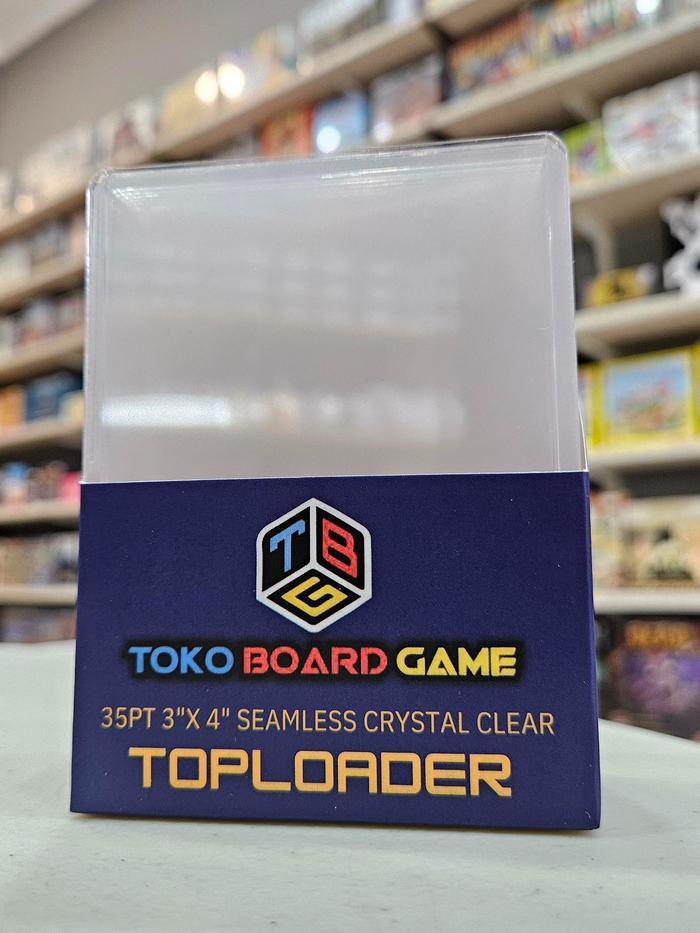 TBG
TOKO BOARD GAME
35PT 3"X 4" SEAMLESS CRYSTAL CLEAR
TOPLOADER